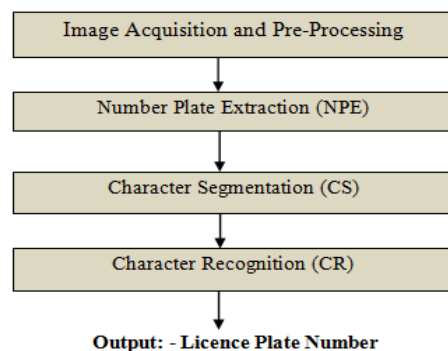 Image Acquisition and Pre-Processing
Number Plate Extraction (NPE)
Character Segmentation (CS)
Character Recognition (CR)
Output: - Licence Plate Number